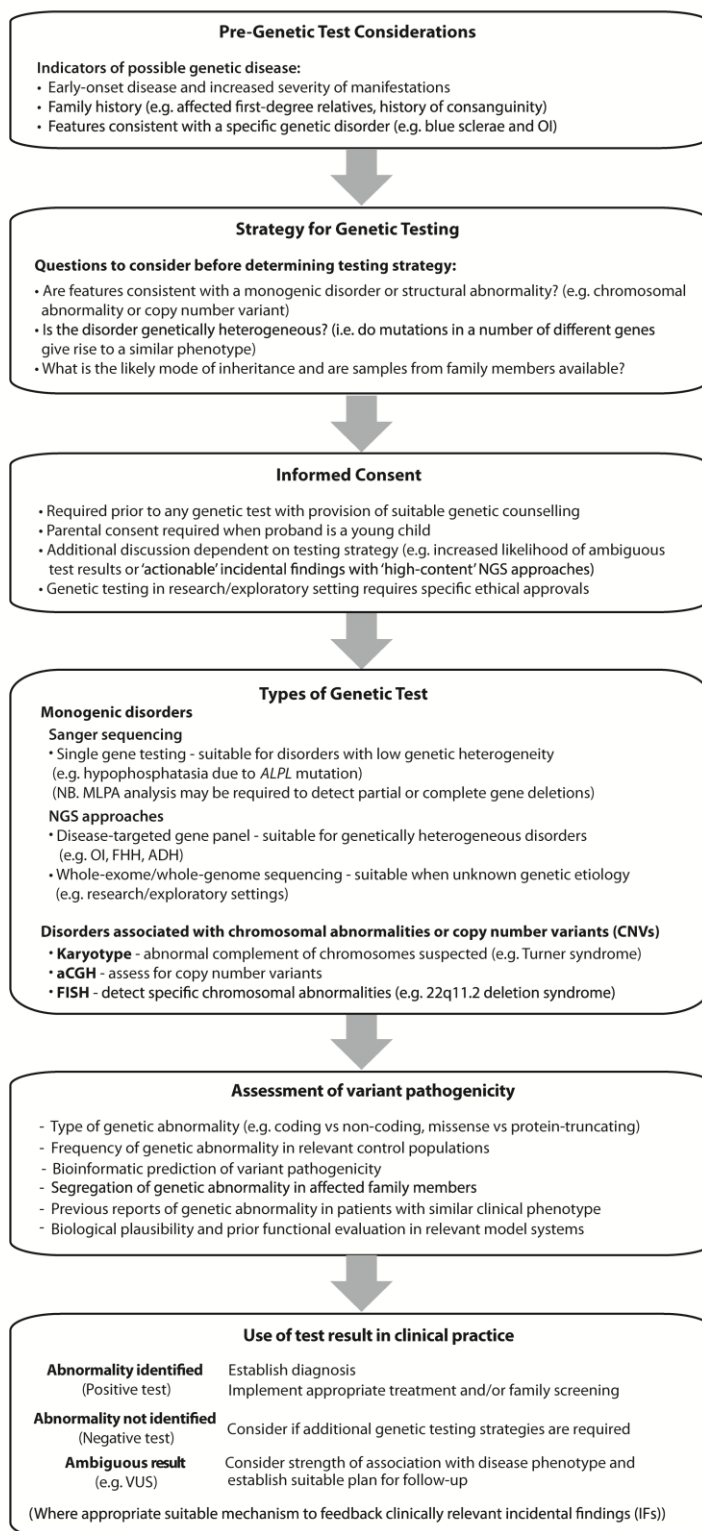 Pre-Genetic Test Considerations
Indicators of possible genetic disease:
• Early-onset disease and increased severity of manifestations
• Family history (e.g. affected first-degree relatives, history of consanguinity)
• Features consistent with a specific genetic disorder (e.g. blue sclerae and OI)
Strategy for Genetic Testing
Questions to consider before determining testing strategy:
• Are features consistent with a monogenic disorder or structural abnormality? (e.g. chromosomal
abnormality or copy number variant)
• Is the disorder genetically heterogeneous? (i.e. do mutations in a number of different genes
give rise to a similar phenotype)
• What is the likely mode of inheritance and are samples from family members available?
Informed Consent
• Required prior to any genetic test with provision of suitable genetic counselling
• Parental consent required when proband is a young child
• Additional discussion dependent on testing strategy (e.g. increased likelihood of ambiguous
test results or ‘actionable’ incidental findings with ‘high-content’ NGS approaches)
• Genetic testing in research/exploratory setting requires specific ethical approvals
Types of Genetic Test
Monogenic disorders
Sanger sequencing
• Single gene testing - suitable for disorders with low genetic heterogeneity
(e.g. hypophosphatasia due to ALPL mutation)
(NB. MLPA analysis may be required to detect partial or complete gene deletions)
NGS approaches
• Disease-targeted gene panel - suitable for genetically heterogeneous disorders
(e.g. OI, FHH, ADH)
• Whole-exome/whole-genome sequencing - suitable when unknown genetic etiology
(e.g. research/exploratory settings)
Disorders associated with chromosomal abnormalities or copy number variants (CNVs)
• Karyotype - abnormal complement of chromosomes suspected (e.g. Turner syndrome)
• aCGH - assess for copy number variants
• FISH - detect specific chromosomal abnormalities (e.g. 22q11.2 deletion syndrome)
Assessment of variant pathogenicity
- Type of genetic abnormality (e.g. coding vs non-coding, missense vs protein-truncating)
- Frequency of genetic abnormality in relevant control populations
- Bioinformatic prediction of variant pathogenicity
- Segregation of genetic abnormality in affected family members
- Previous reports of genetic abnormality in patients with similar clinical phenotype
- Biological plausibility and prior functional evaluation in relevant model systems
Use of test result in clinical practice
Abnormality identified Establish diagnosis
(Positive test) Implement appropriate treatment and/or family screening
Abnormality not identified
(Negative test) Consider if additional genetic testing strategies are required
Ambiguous result Consider strength of association with disease phenotype and
(e.g. VUS) establish suitable plan for follow-up
(Where appropriate suitable mechanism to feedback clinically relevant incidental findings (IFs))